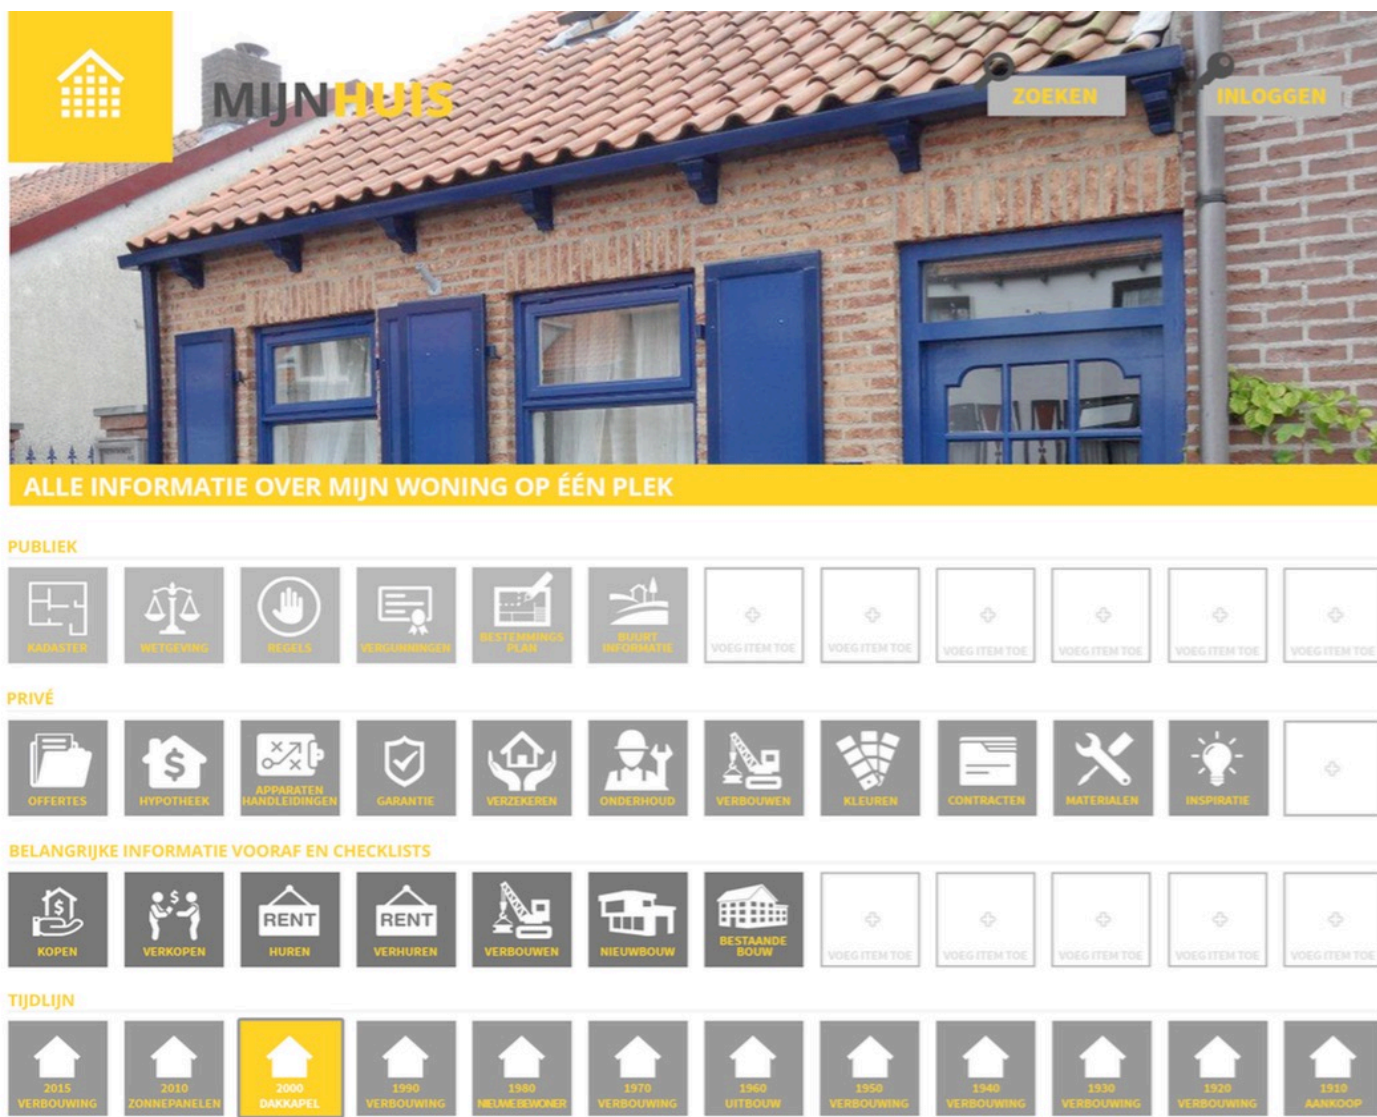 MIJNHUIS
ZOEKEN
INLOGGEN
ALLE INFORMATIE OVER MIJN WONING OP ÉÉN PLEK
PUBLIEK
KADASTER
WETGEVING
REGELS
VERGUNNINGEN
BESTEMMINGS
PLAN
BUURT
INFORMATIE
VOEG ITEM TOE
VOEG ITEM TOE
VOEG ITEM TOE
VOEG ITEM TOE
VOEG ITEM TOE
VOEG ITEM TOE
PRIVÉ
OFFERTES
$
HYPOTHEEK
APPARATEN
HANDLEIDINGEN
GARANTIE
VERZEKEREN
ONDERHOUD
VERBOUWEN
KLEUREN
CONTRACTEN
MATERIALEN
INSPIRATIE
BELANGRIJKE INFORMATIE VOORAF EN CHECKLISTS
$
KOPEN
$
VERKOPEN
RENT
HUREN
RENT
VERHUREN
VERBOUWEN
NIEUWBOUW
BESTAANDE
BOUW
VOEG ITEM TOE
VOEG ITEM TOE
VOEG ITEM TOE
VOEG ITEM TOE
VOEG ITEM TOE
TIJDLIJN
2015
VERBOUWING
2010
ZONNEPANELEN
2000
DAKKAPEL
1990
VERBOUWING
1980
NIEUWE BEWONER
1970
VERBOUWING
1960
UITBOUW
1950
VERBOUWING
1940
VERBOUWING
1930
VERBOUWING
1920
VERBOUWING
1910
AANKOOP